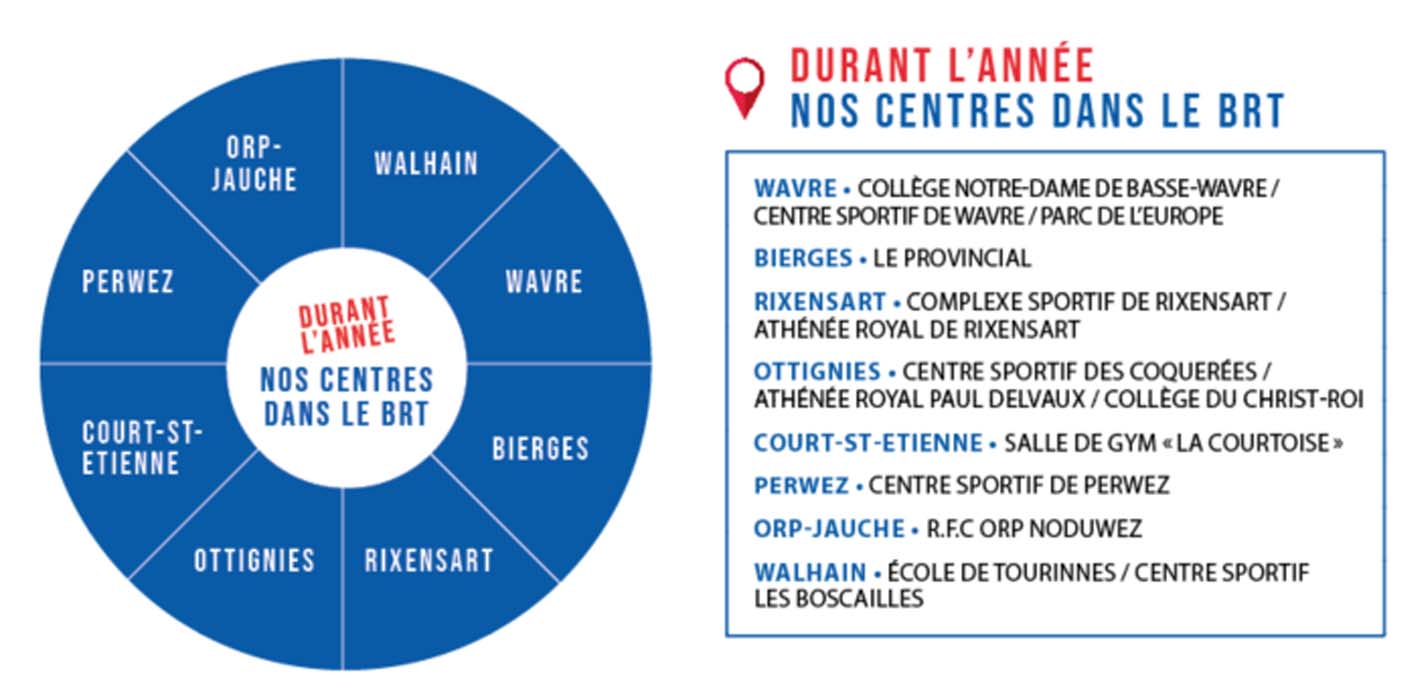 ORP-
JAUCHE
WALHAIN
PERWEZ
WAVRE
DURANT
L'ANNÉE
NOS CENTRES
DANS LE BRT
COURT-ST-
ETIENNE
BIERGES
OTTIGNIES
RIXENSART
DURANT L'ANNÉE
NOS CENTRES DANS LE BRT
WAVRE • COLLÈGE NOTRE-DAME DE BASSE-WAVRE /
CENTRE SPORTIF DE WAVRE / PARC DE L'EUROPE
BIERGES • LE PROVINCIAL
RIXENSART • COMPLEXE SPORTIF DE RIXENSART /
ATHÉNÉE ROYAL DE RIXENSART
OTTIGNIES • CENTRE SPORTIF DES COQUERÉES /
ATHÉNÉE ROYAL PAUL DELVAUX / COLLÈGE DU CHRIST-ROI
COURT-ST-ETIENNE • SALLE DE GYM « LA COURTOISE »
PERWEZ • CENTRE SPORTIF DE PERWEZ
ORP-JAUCHE • R.F.C ORP NODUWEZ
WALHAIN • ÉCOLE DE TOURINNES / CENTRE SPORTIF
LES BOSCAILLES